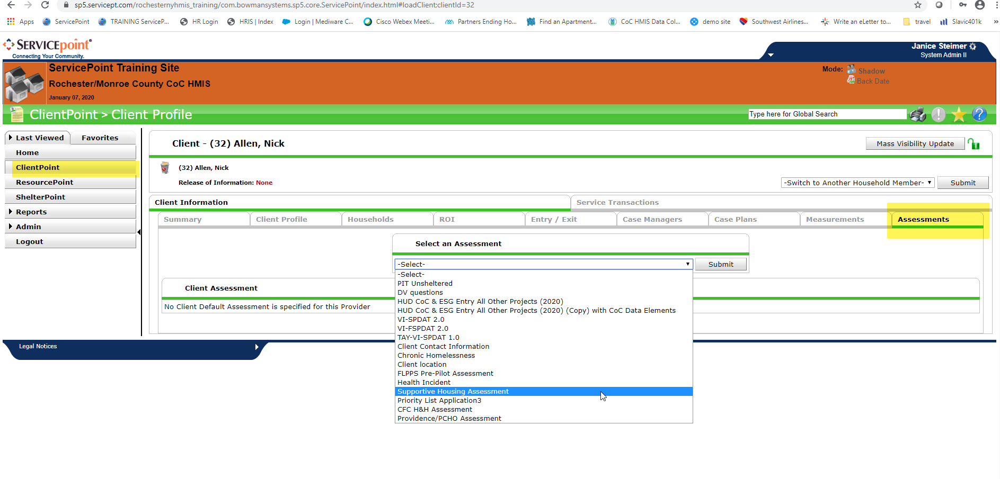 sp5.servicept.com/rochesternyhmis_training/com.bowmansystems.sp5.core.ServicePoint/index.html#loadClient;clientId=32
Apps ServicePoint TRAINING ServiceP... HR Login HRIS | Index Login | Mediware C... Cisco Webex Meeti... Partners Ending Ho... Find an Apartment... CoC HMIS Data Col... demo site Southwest Airlines... Write an eLetter to... travel Slavic401k »
SERVICEpoint
Connecting Your Community.
Janice Steimer
System Admin II
ServicePoint Training Site
Rochester/Monroe County CoC HMIS
January 07, 2020
Mode: Shadow
Back Date
ClientPoint > Client Profile
Type here for Global Search
Last Viewed Favorites
Home
ClientPoint
ResourcePoint
ShelterPoint
Reports
Admin
Logout
Client - (32) Allen, Nick
Mass Visibility Update
(32) Allen, Nick
Release of Information: None
-Switch to Another Household Member- Submit
Client Information Service Transactions
Summary Client Profile Households ROI Entry / Exit Case Managers Case Plans Measurements Assessments
Select an Assessment
-Select- Submit
-Select-
PIT Unsheltered
DV questions
HUD CoC & ESG Entry All Other Projects (2020)
HUD CoC & ESG Entry All Other Projects (2020) (Copy) with CoC Data Elements
VI-SPDAT 2.0
VI-FSPDAT 2.0
TAY-VI-SPDAT 1.0
Client Contact Information
Chronic Homelessness
Client location
FLPPS Pre-Pilot Assessment
Health Incident
Supportive Housing Assessment
Priority List Application3
CFC H&H Assessment
Providence/PCHO Assessment
Client Assessment
No Client Default Assessment is specified for this Provider
Legal Notices